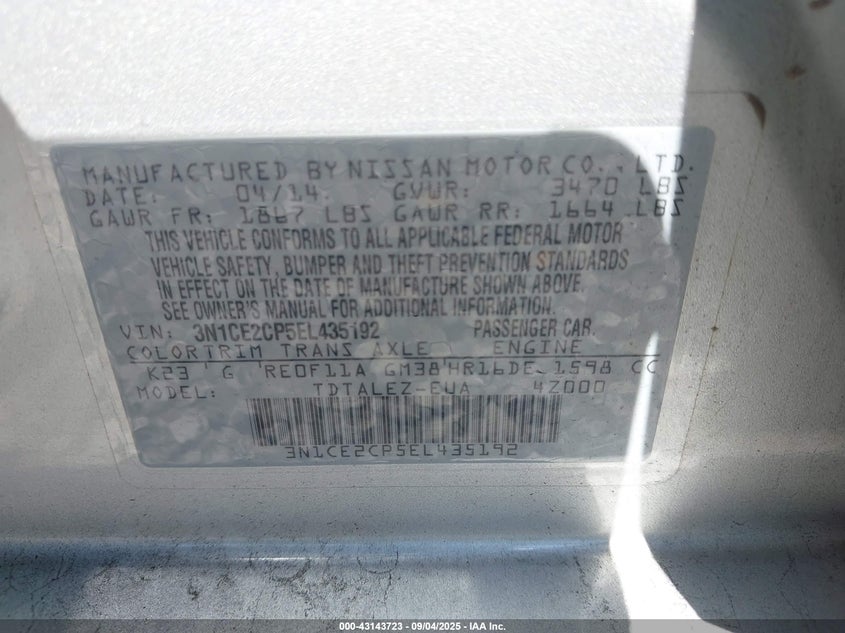 MANUFACTURED BY NISSAN MOTOR CO., LTD.
DATE: 04/14 GVWR: 3470 LBS
GAWR FR: 1867 LBS GAWR RR: 1664 LBS
THIS VEHICLE CONFORMS TO ALL APPLICABLE FEDERAL MOTOR
VEHICLE SAFETY, BUMPER AND THEFT PREVENTION STANDARDS
IN EFFECT ON THE DATE OF MANUFACTURE SHOWN ABOVE.
SEE OWNER'S MANUAL FOR ADDITIONAL INFORMATION.
VIN: 3N1CE2CP5EL435192 PASSENGER CAR.
COLOR TRIM TRANS AXLE ENGINE
K23 G RE0F11A GM38 HR16DE 1598 CC
MODEL: TDTALEZ-EUA 4Z000
3N1CE2CP5EL435192
000-43143723 - 09/04/2025 - IAA Inc.